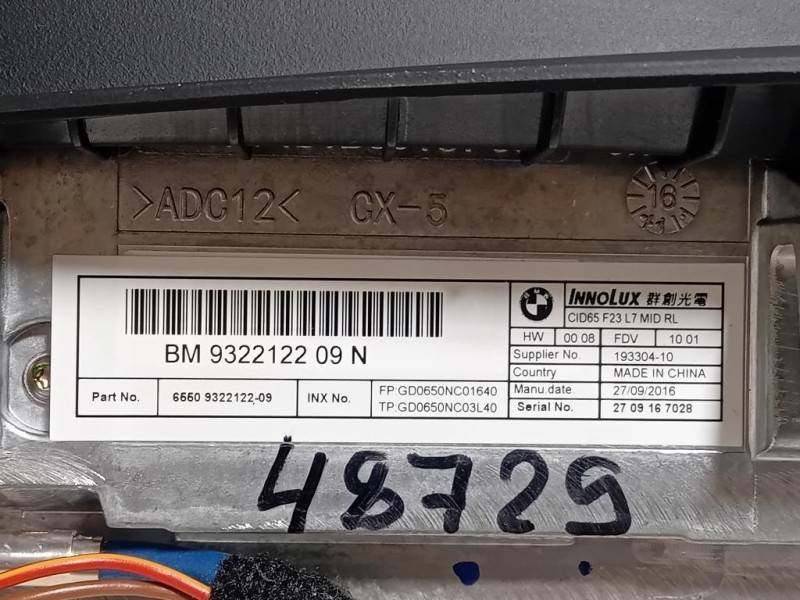 >ADC12< GX-5
16
BMW
INNOLUX 群創光電
CID65 F23 L7 MID RL
BM 9322122 09 N
HW 00 08 FDV 10 01
Supplier No. 193304-10
Country MADE IN CHINA
Manu.date 27/09/2016
Serial No. 27 09 16 7028
Part No. 6550 9322122-09 INX No. FP:GD0650NC01640
TP:GD0650NC03L40
48729